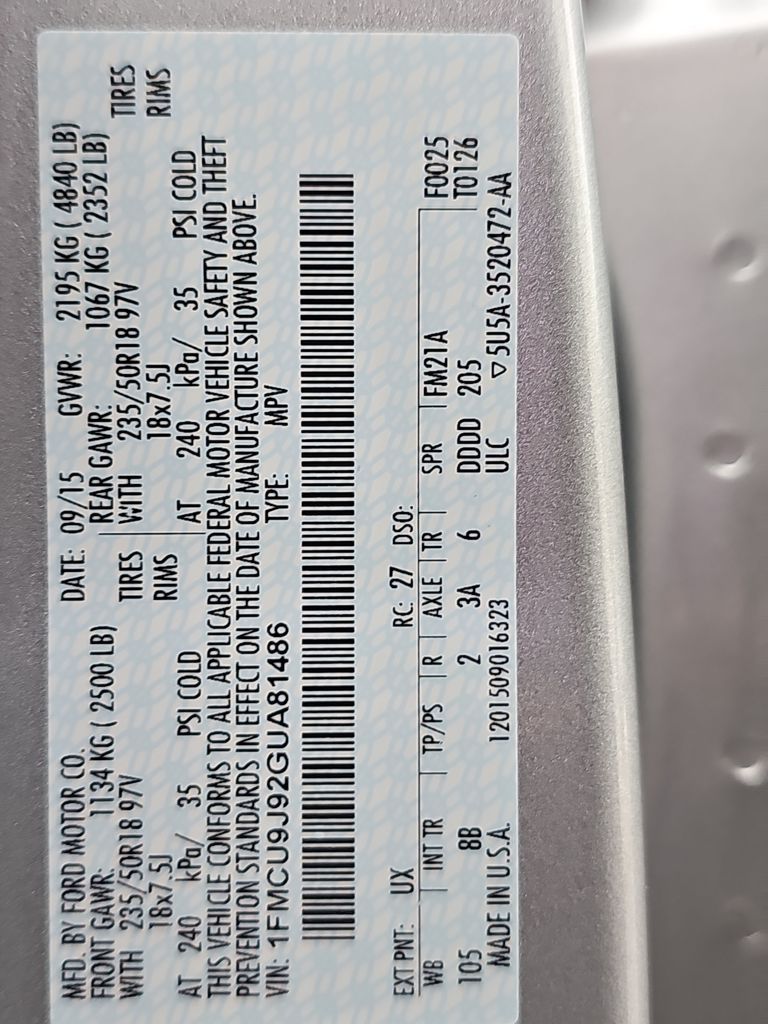 MFD. BY FORD MOTOR CO. DATE: 09/15 GVWR: 2195 KG ( 4840 LB)
FRONT GAWR: 1134 KG ( 2500 LB) REAR GAWR: 1067 KG ( 2352 LB)
WITH 235/50R18 97V TIRES WITH 235/50R18 97V TIRES
18x7.5J RIMS 18x7.5J RIMS
AT 240 kPa/ 35 PSI COLD AT 240 kPa/ 35 PSI COLD
THIS VEHICLE CONFORMS TO ALL APPLICABLE FEDERAL MOTOR VEHICLE SAFETY AND THEFT
PREVENTION STANDARDS IN EFFECT ON THE DATE OF MANUFACTURE SHOWN ABOVE.
VIN: 1FMCU9J92GUA81486 TYPE: MPV
EXT PNT: UX RC: 27 DSO:
WB INT TR TP/PS R AXLE TR SPR FM21A F0025
105 8B 2 3A 6 DDDD 205 T0126
MADE IN U.S.A. 1201509016323 ULC ▽5U5A-3520472-AA